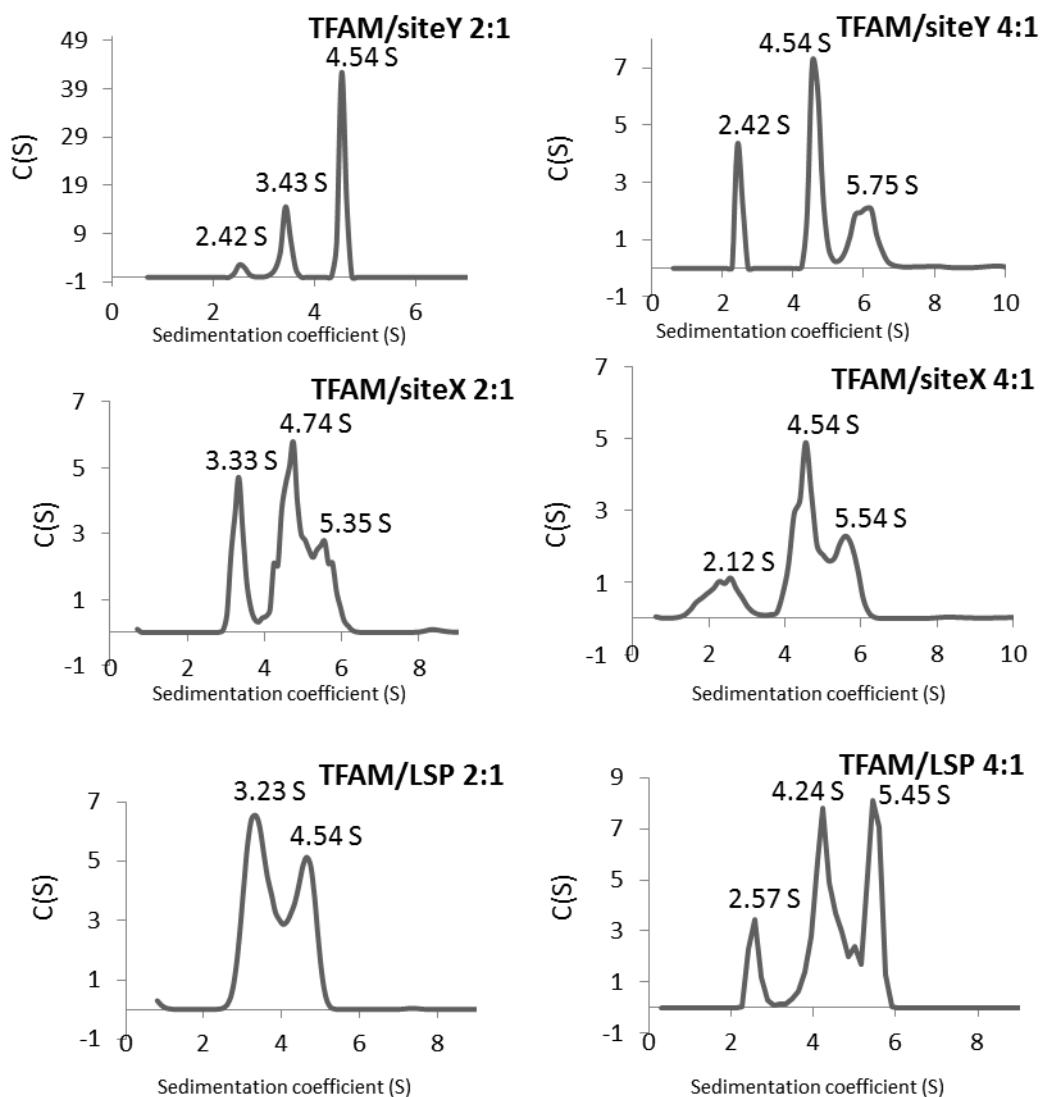 TFAM/siteY 2:1
49
39
29
19
9
-1
C(S)
2.42 S
3.43 S
4.54 S
0
2
4
6
Sedimentation coefficient (S)
TFAM/siteY 4:1
7
5
3
1
-1
C(S)
2.42 S
4.54 S
5.75 S
0
2
4
6
8
10
Sedimentation coefficient (S)
TFAM/siteX 2:1
7
5
3
1
-1
C(S)
3.33 S
4.74 S
5.35 S
0
2
4
6
8
Sedimentation coefficient (S)
TFAM/siteX 4:1
7
5
3
1
-1
C(S)
2.12 S
4.54 S
5.54 S
0
2
4
6
8
10
Sedimentation coefficient (S)
TFAM/LSP 2:1
7
5
3
1
-1
C(S)
3.23 S
4.54 S
0
2
4
6
8
Sedimentation coefficient (S)
TFAM/LSP 4:1
9
7
5
3
1
-1
C(S)
2.57 S
4.24 S
5.45 S
0
2
4
6
8
Sedimentation coefficient (S)